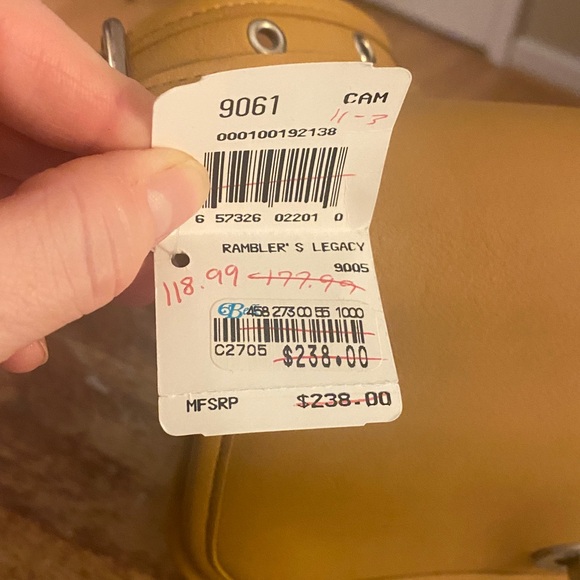 9061 CAM
11-3
000100192138
6 57326 02201 0
RAMBLER'S LEGACY
9005
118.99 177.99
458 273 00 55 1000
C2705 $238.00
MFSRP $238.00